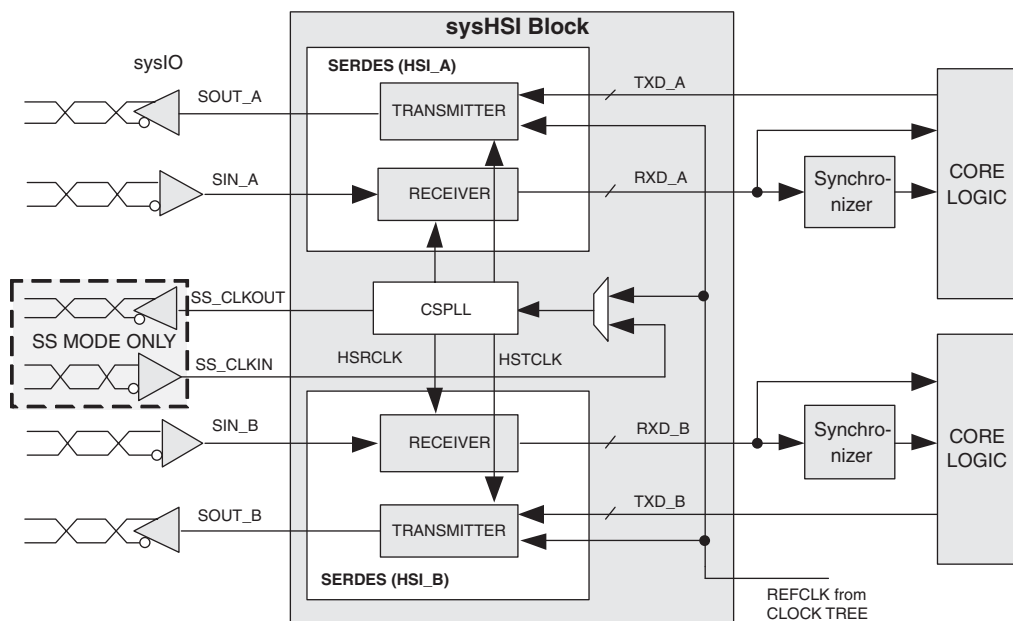 sysHSI Block
sysIO
SERDES (HSI_A)
SOUT_A
TRANSMITTER
TXD_A
SIN_A
RECEIVER
RXD_A
Synchro-
nizer
CORE
LOGIC
SS_CLKOUT
CSPLL
SS MODE ONLY
SS_CLKIN
HSRCLK
HSTCLK
SIN_B
RECEIVER
RXD_B
Synchro-
nizer
CORE
LOGIC
SOUT_B
TRANSMITTER
TXD_B
SERDES (HSI_B)
REFCLK from
CLOCK TREE